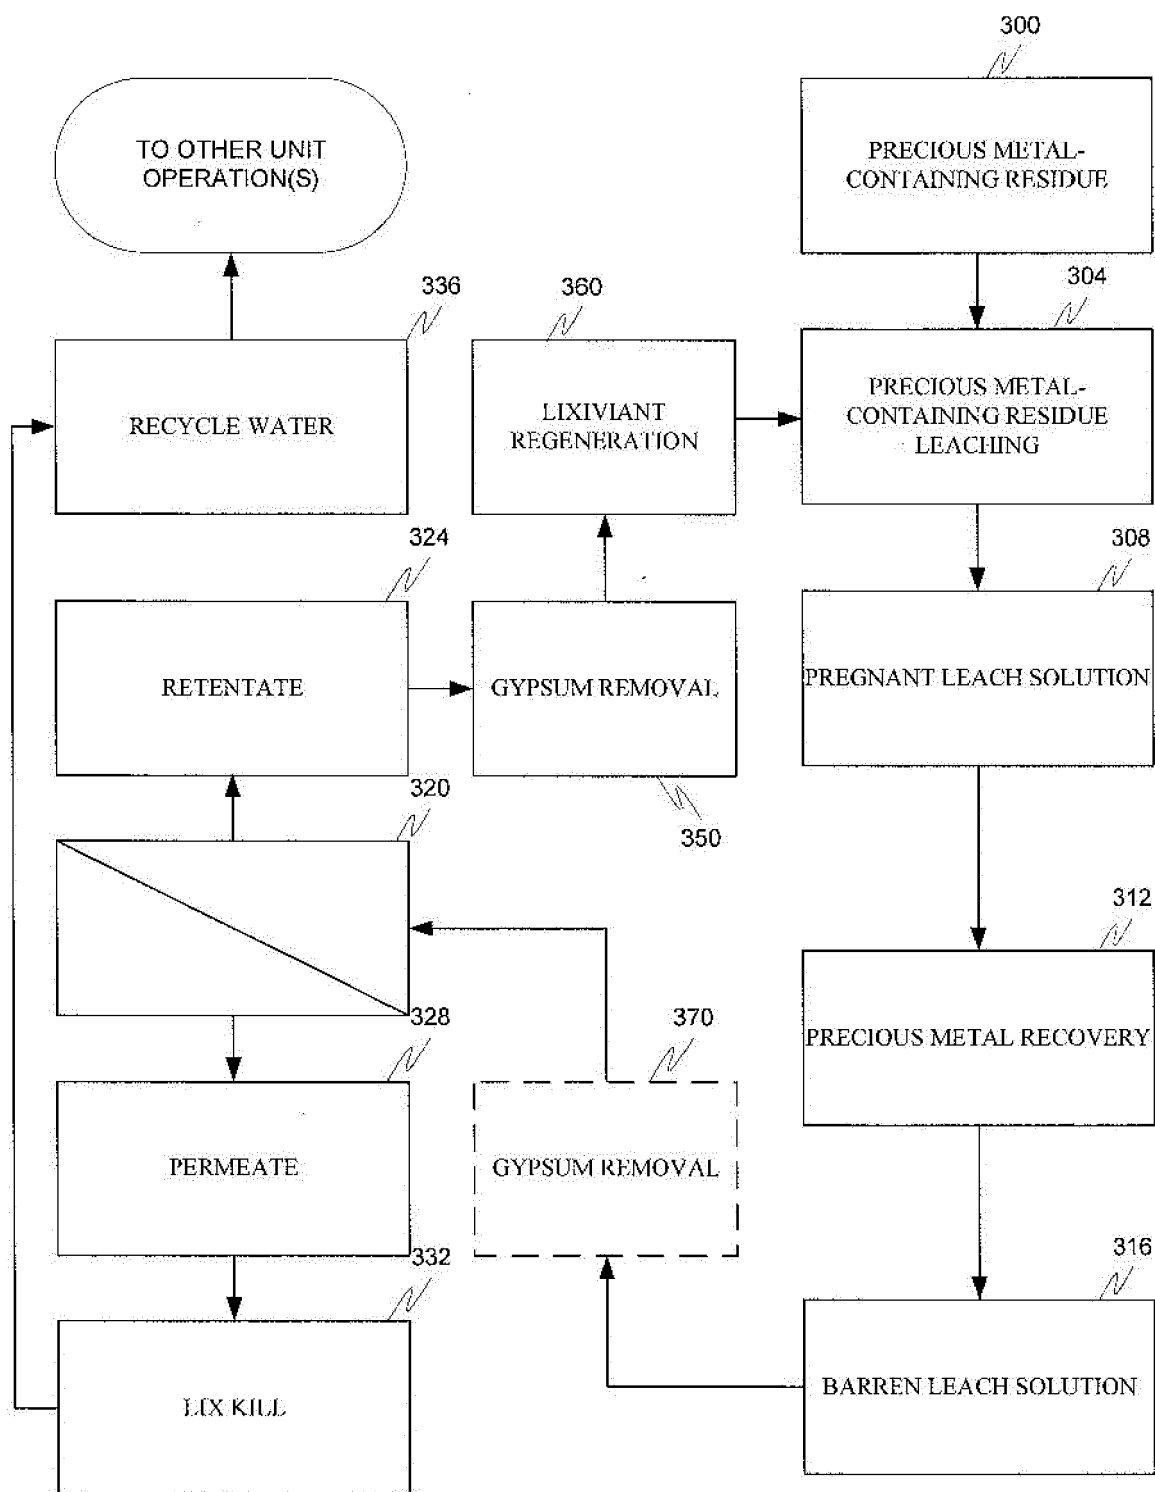 300
TO OTHER UNIT
OPERATION(S)
PRECIOUS METAL-
CONTAINING RESIDUE
336
360
304
RECYCLE WATER
LIXIVIANT
REGENERATION
PRECIOUS METAL-
CONTAINING RESIDUE
LEACHING
324
308
RETENTATE
GYPSUM REMOVAL
PREGNANT LEACH SOLUTION
320
350
312
328
370
PRECIOUS METAL RECOVERY
PERMEATE
GYPSUM REMOVAL
332
316
LIX KILL
BARREN LEACH SOLUTION